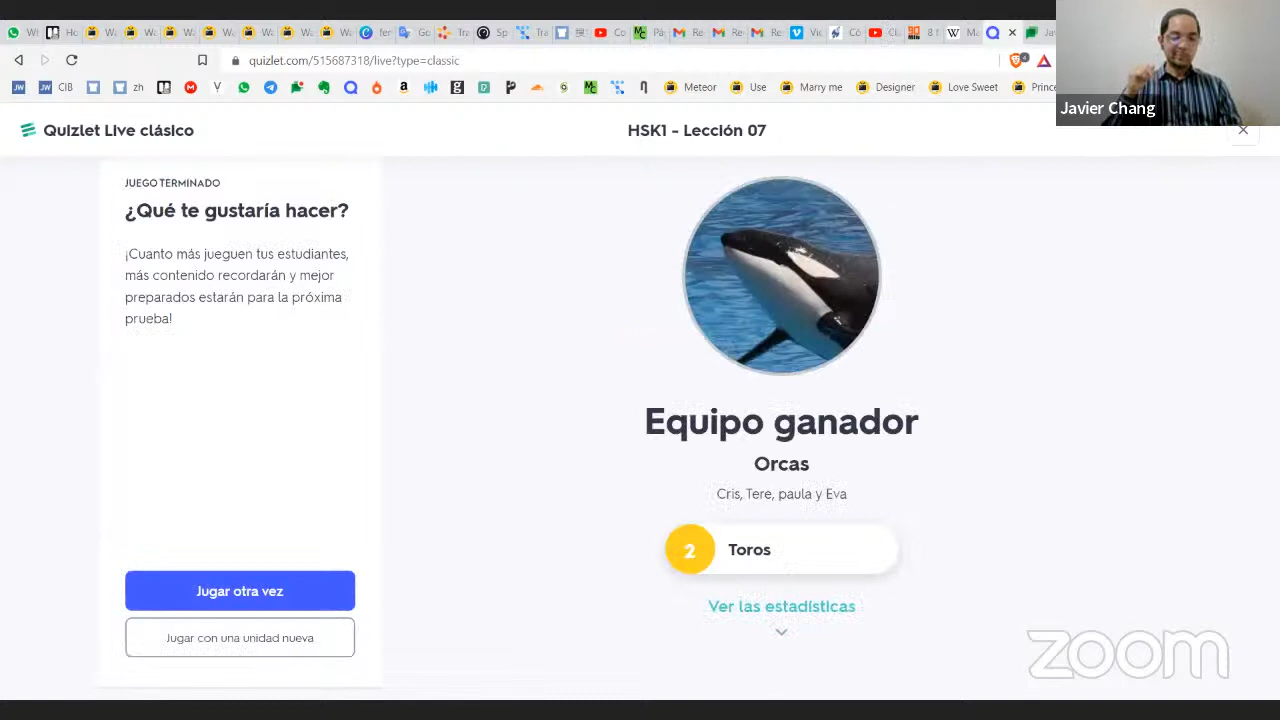 quizlet.com/515687318/live?type=classic
CIB
zh
Meteor
Use
Marry me
Designer
Love Sweet
Javier Chang
Quizlet Live clásico
HSK1 - Lección 07
JUEGO TERMINADO
¿Qué te gustaría hacer?
¡Cuanto más jueguen tus estudiantes,
más contenido recordarán y mejor
preparados estarán para la próxima
prueba!
Jugar otra vez
Jugar con una unidad nueva
Equipo ganador
Orcas
Cris, Tere, paula y Eva
2 Toros
Ver las estadísticas
zoom